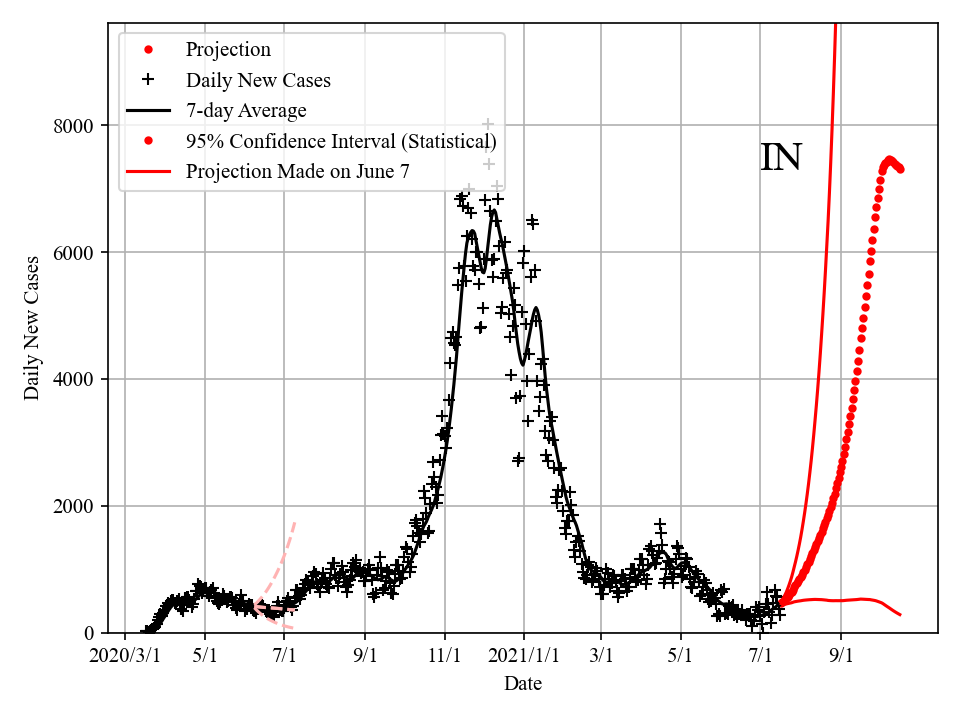 Projection
Daily New Cases
7-day Average
95% Confidence Interval (Statistical)
Projection Made on June 7
IN
8000
6000
4000
2000
0
Daily New Cases
2020/3/1 5/1 7/1 9/1 11/1 2021/1/1 3/1 5/1 7/1 9/1
Date